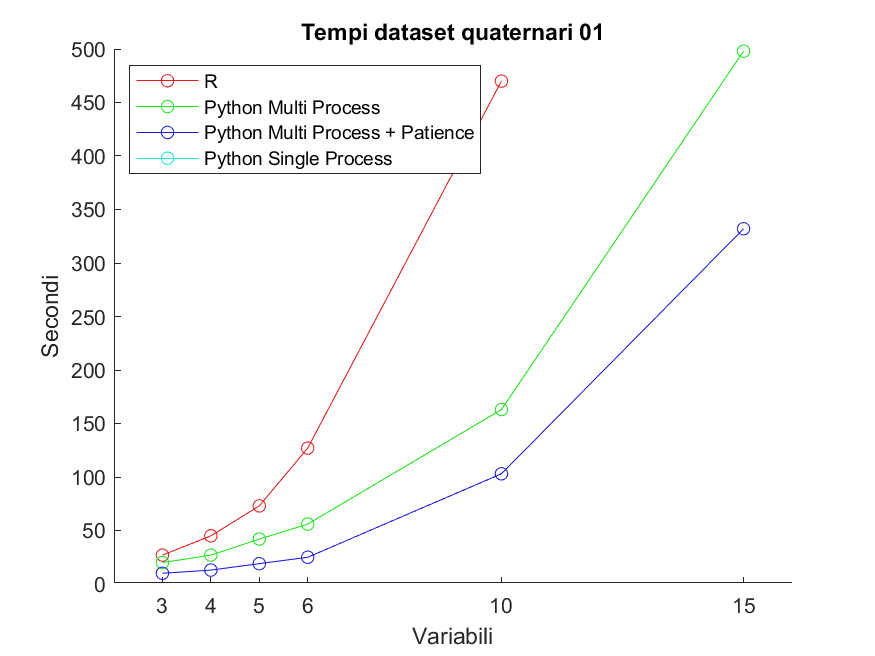 Tempi dataset quaternari 01
500
450
400
350
300
250
200
150
100
50
0
R
Python Multi Process
Python Multi Process + Patience
Python Single Process
Secondi
3 4 5 6 10 15
Variabili